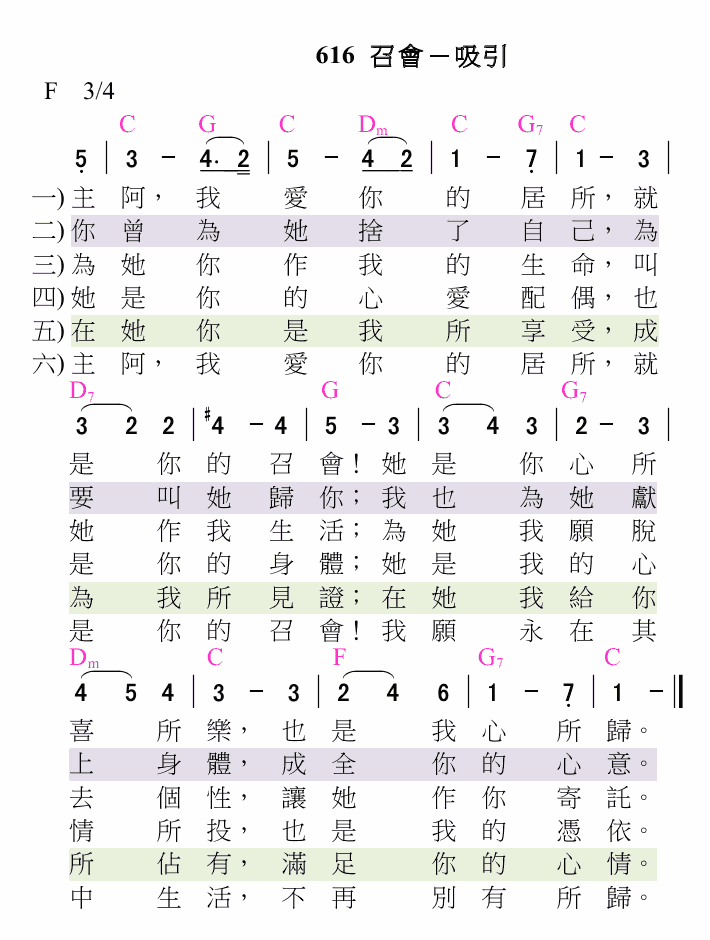 616 召會－吸引
F 3/4
C G C Dm C G7 C
5 | 3 － 4. 2 | 5 － 4 2 | 1 － 7 | 1 － 3 |
一) 主 阿， 我 愛 你 的 居 所， 就
二) 你 曾 為 她 捨 了 自 己， 為
三) 為 她 你 作 我 的 生 命， 叫
四) 她 是 你 的 心 愛 配 偶， 也
五) 在 她 你 是 我 所 享 受， 成
六) 主 阿， 我 愛 你 的 居 所， 就
D7 G C G7
3 2 2 | #4 － 4 | 5 － 3 | 3 4 3 | 2 － 3 |
是 你 的 召 會！ 她 是 你 心 所
要 叫 她 歸 你； 我 也 為 她 獻
她 作 我 生 活； 為 她 我 願 脫
是 你 的 身 體； 她 是 我 的 心
為 我 所 見 證； 在 她 我 給 你
是 你 的 召 會！ 我 願 永 在 其
Dm C F G7 C
4 5 4 | 3 － 3 | 2 4 6 | 1 － 7 | 1 － ‖
喜 所 樂， 也 是 我 心 所 歸。
上 身 體， 成 全 你 的 心 意。
去 個 性， 讓 她 作 你 寄 託。
情 所 投， 也 是 我 的 憑 依。
所 佔 有， 滿 足 你 的 心 情。
中 生 活， 不 再 別 有 所 歸。